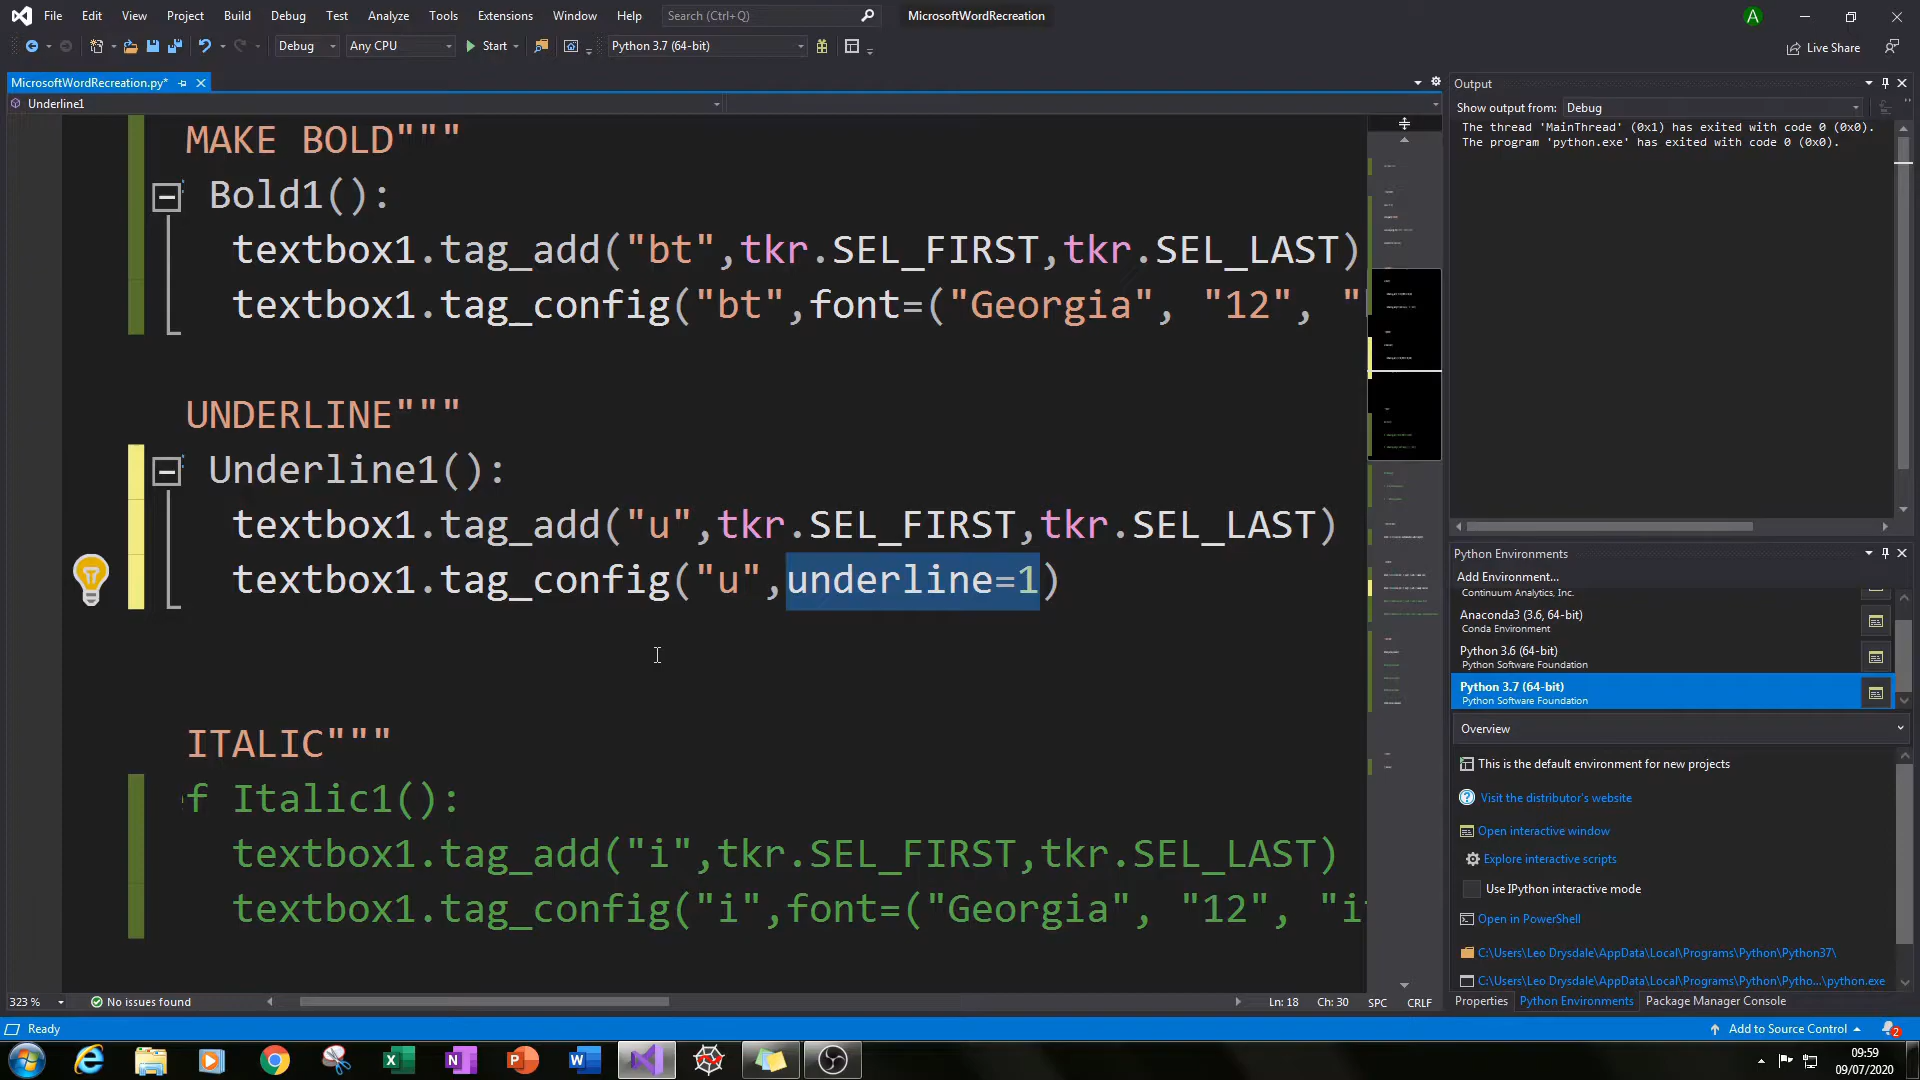 File Edit View Project Build Debug Test Analyze Tools Extensions Window Help Search (Ctrl+Q) MicrosoftWordRecreation A
Debug Any CPU Start Python 3.7 (64-bit) Live Share
MicrosoftWordRecreation.py*
Underline1
MAKE BOLD"""
Bold1():
textbox1.tag_add("bt",tkr.SEL_FIRST,tkr.SEL_LAST)
textbox1.tag_config("bt",font=("Georgia", "12", "
UNDERLINE"""
Underline1():
textbox1.tag_add("u",tkr.SEL_FIRST,tkr.SEL_LAST)
textbox1.tag_config("u",underline=1)
ITALIC"""
f Italic1():
textbox1.tag_add("i",tkr.SEL_FIRST,tkr.SEL_LAST)
textbox1.tag_config("i",font=("Georgia", "12", "i
323 % No issues found Ln: 18 Ch: 30 SPC CRLF
Output
Show output from: Debug
The thread 'MainThread' (0x1) has exited with code 0 (0x0).
The program 'python.exe' has exited with code 0 (0x0).
Python Environments
Add Environment...
Continuum Analytics, Inc.
Anaconda3 (3.6, 64-bit)
Conda Environment
Python 3.6 (64-bit)
Python Software Foundation
Python 3.7 (64-bit)
Python Software Foundation
Overview
This is the default environment for new projects
Visit the distributor's website
Open interactive window
Explore interactive scripts
Use IPython interactive mode
Open in PowerShell
C:\Users\Leo Drysdale\AppData\Local\Programs\Python\Python37\
C:\Users\Leo Drysdale\AppData\Local\Programs\Python\Pytho...\python.exe
Properties Python Environments Package Manager Console
Ready Add to Source Control 2
09:59
09/07/2020